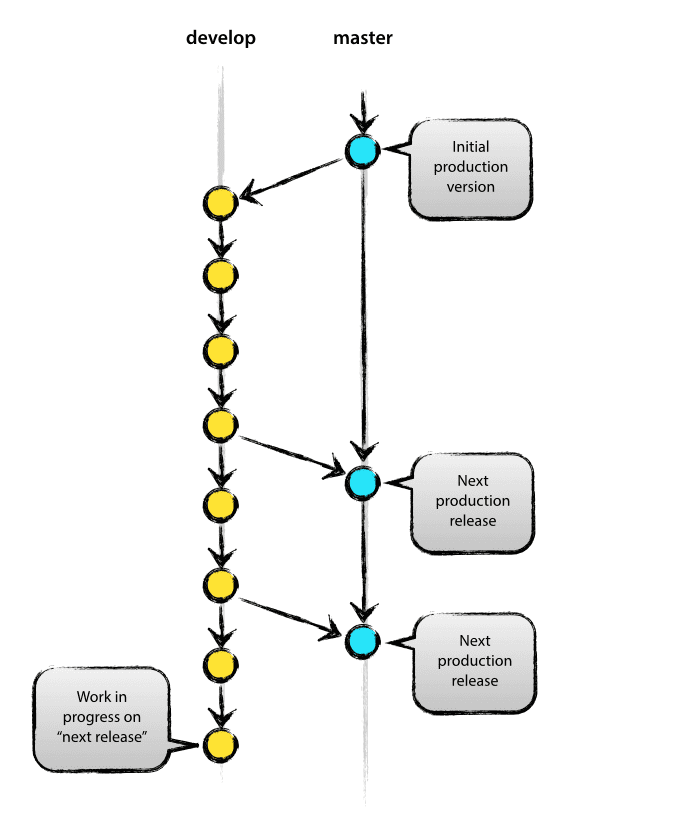 develop
master
Initial
production
version
Next
production
release
Next
production
release
Work in
progress on
“next release”